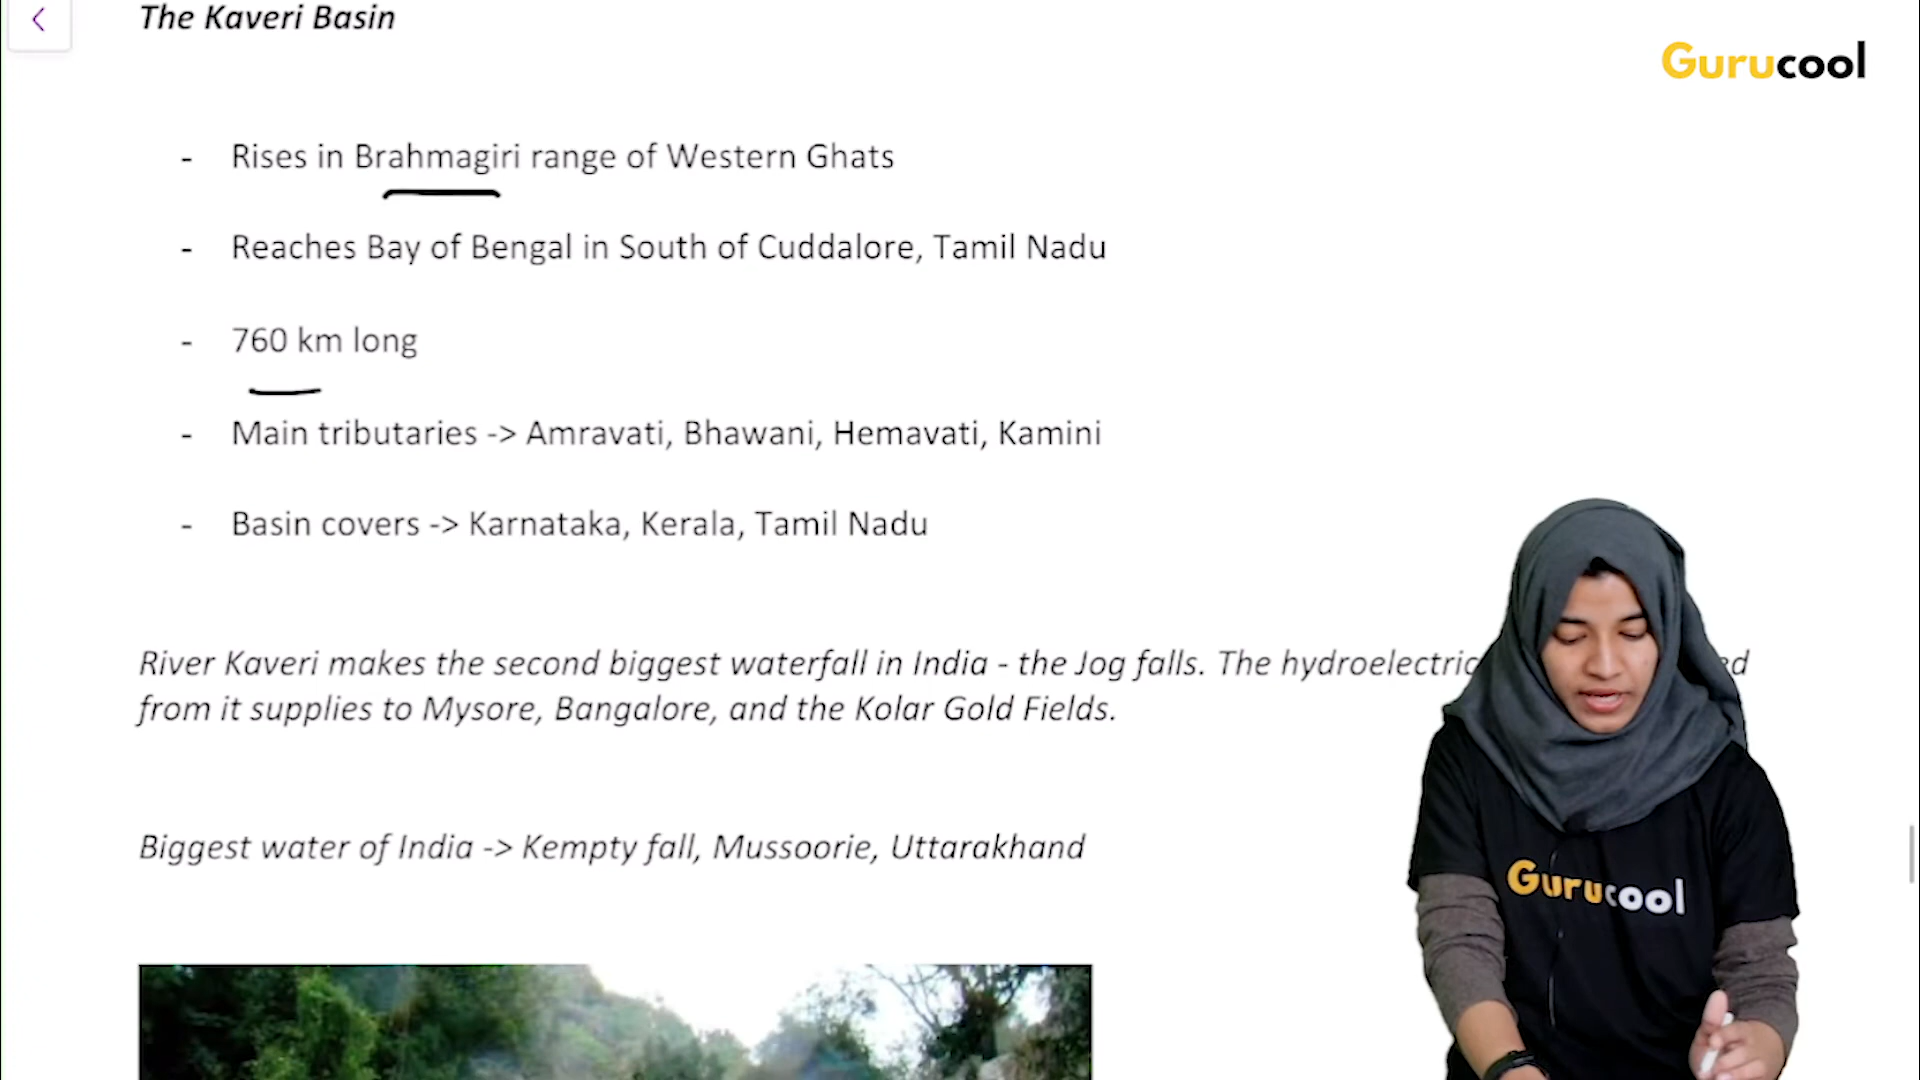 The Kaveri Basin
Gurucool
- Rises in Brahmagiri range of Western Ghats
- Reaches Bay of Bengal in South of Cuddalore, Tamil Nadu
- 760 km long
- Main tributaries -> Amravati, Bhawani, Hemavati, Kamini
- Basin covers -> Karnataka, Kerala, Tamil Nadu
River Kaveri makes the second biggest waterfall in India - the Jog falls. The hydroelectric
from it supplies to Mysore, Bangalore, and the Kolar Gold Fields.
Biggest water of India -> Kempty fall, Mussoorie, Uttarakhand
Gurucool